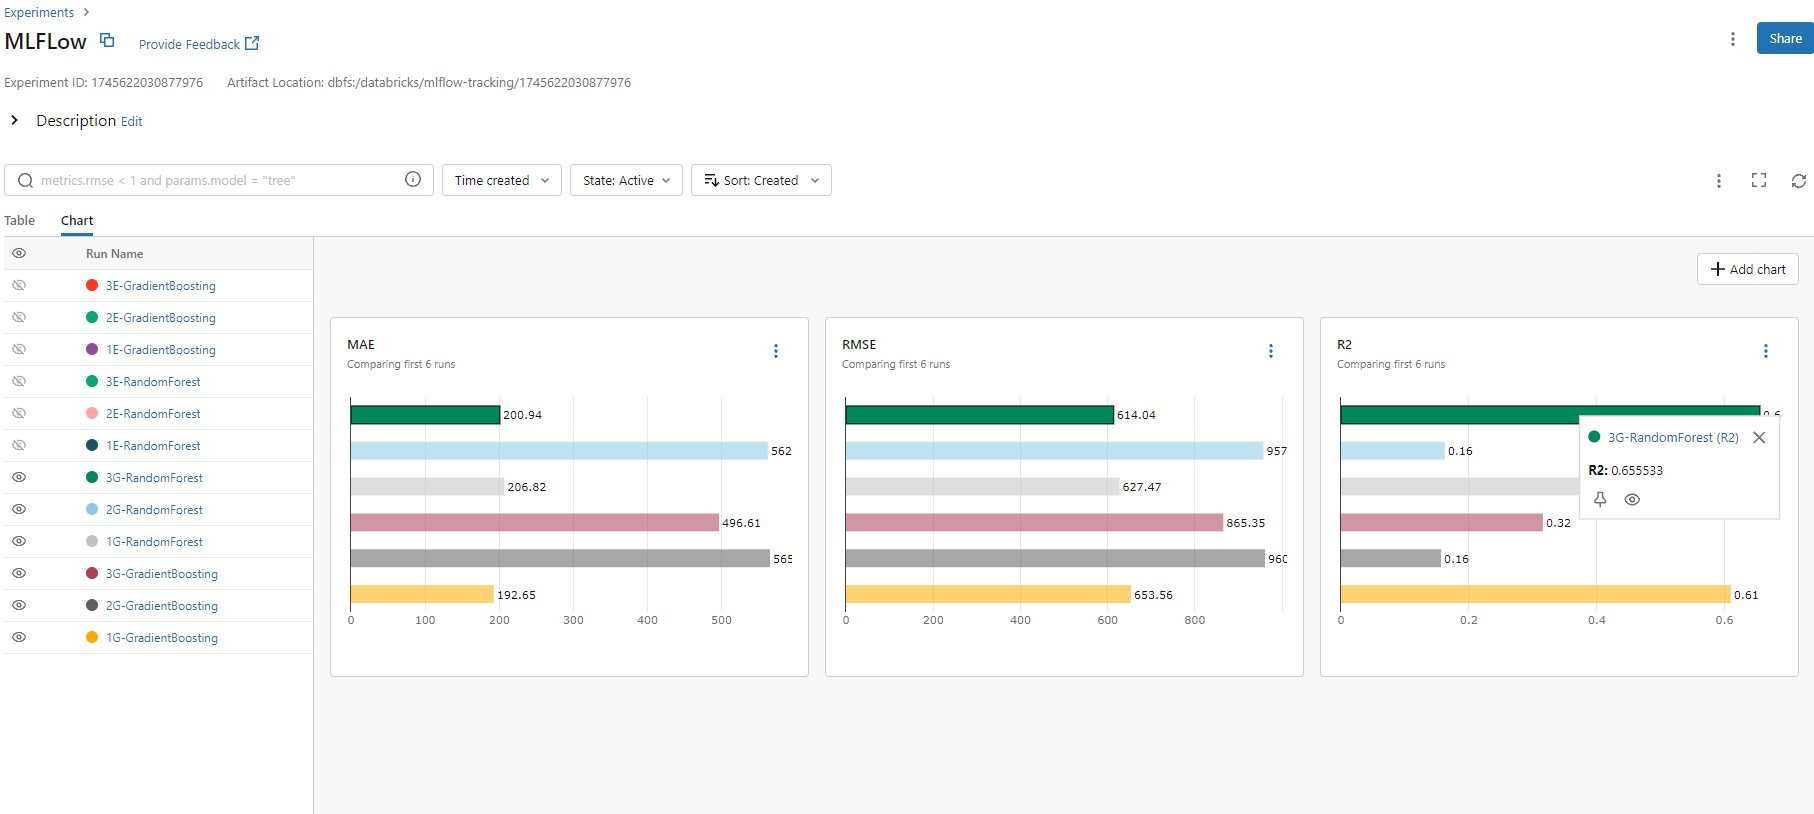 Experiments
MLFLow Provide Feedback
Share
Experiment ID: 1745622030877976 Artifact Location: dbfs:/databricks/mlflow-tracking/1745622030877976
Description Edit
metrics.rmse < 1 and params.model = "tree"
Time created
State: Active
Sort: Created
Table Chart
Run Name
3E-GradientBoosting
2E-GradientBoosting
1E-GradientBoosting
3E-RandomForest
2E-RandomForest
1E-RandomForest
3G-RandomForest
2G-RandomForest
1G-RandomForest
3G-GradientBoosting
2G-GradientBoosting
1G-GradientBoosting
Add chart
MAE
Comparing first 6 runs
200.94
562
206.82
496.61
565
192.65
0 100 200 300 400 500
RMSE
Comparing first 6 runs
614.04
957
627.47
865.35
960
653.56
0 200 400 600 800
R2
Comparing first 6 runs
0.16
0.32
0.16
0.61
0 0.2 0.4 0.6
3G-RandomForest (R2)
R2: 0.655533